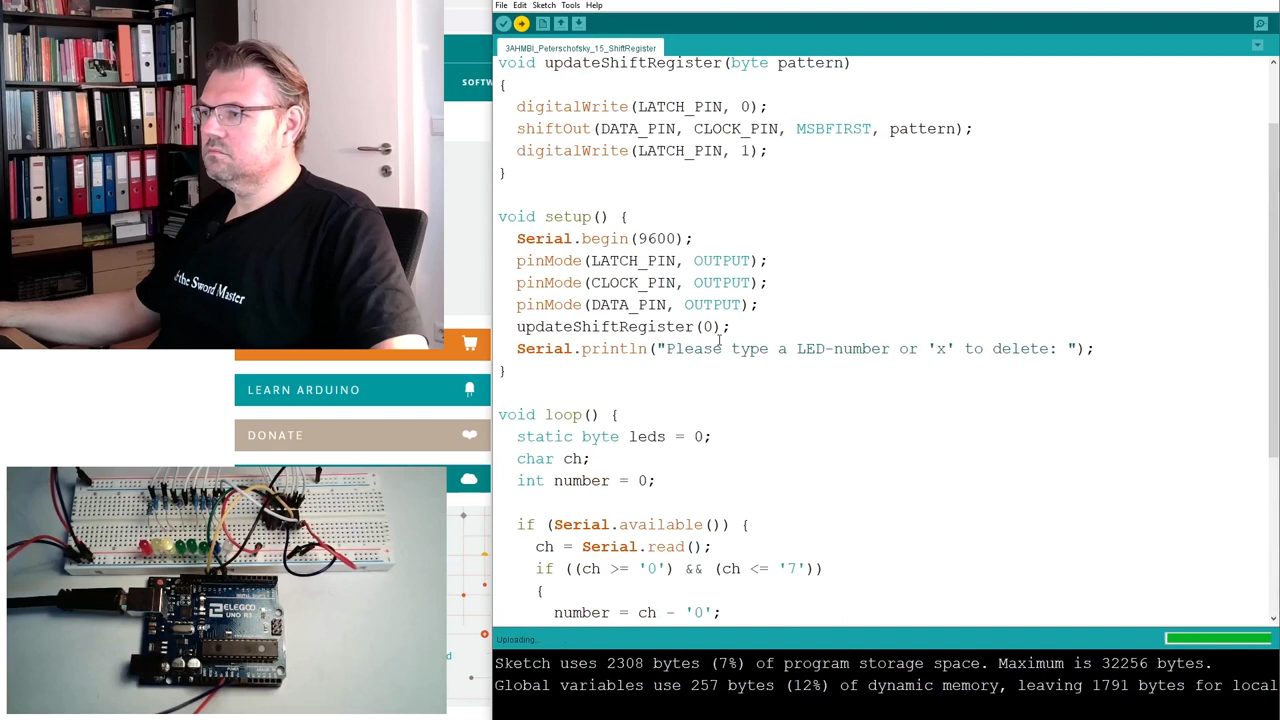 File Edit Sketch Tools Help
3AHMBI_Peterschofsky_15_ShiftRegister
void updateShiftRegister(byte pattern)
{
digitalWrite(LATCH_PIN, 0);
shiftOut(DATA_PIN, CLOCK_PIN, MSBFIRST, pattern);
digitalWrite(LATCH_PIN, 1);
}
void setup() {
Serial.begin(9600);
pinMode(LATCH_PIN, OUTPUT);
pinMode(CLOCK_PIN, OUTPUT);
pinMode(DATA_PIN, OUTPUT);
updateShiftRegister(0);
Serial.println("Please type a LED-number or 'x' to delete: ");
}
void loop() {
static byte leds = 0;
char ch;
int number = 0;
if (Serial.available()) {
ch = Serial.read();
if ((ch >= '0') && (ch <= '7'))
{
number = ch - '0';
Uploading...
Sketch uses 2308 bytes (7%) of program storage space. Maximum is 32256 bytes.
Global variables use 257 bytes (12%) of dynamic memory, leaving 1791 bytes for local
SOFTW
LEARN ARDUINO
DONATE
d
the Sword Master
ELEGOO
UNO R3